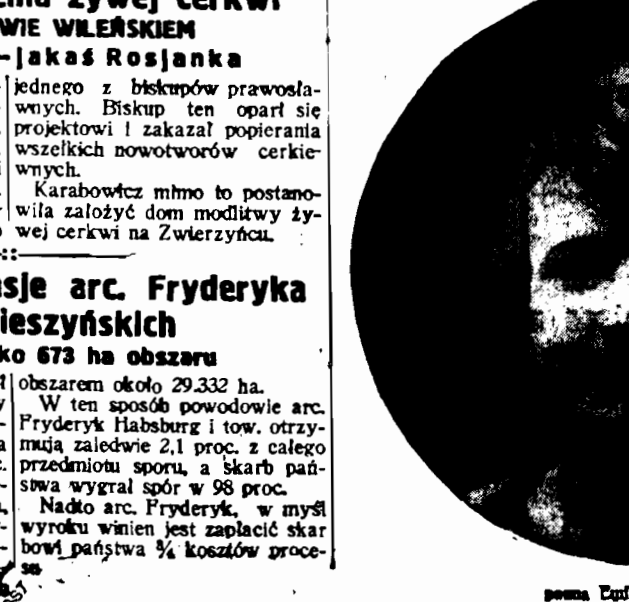 żywej cerkwi
WIE WILEŃSKIEM
-jakaś Rosjanka
jednego z biskupów prawosła-
wnych. Biskup ten oparł się
projektowi i zakazał popierania
wszelkich nowotworów cerkie-
wnych.
Karabowicz mimo to postano-
wiła założyć dom modlitwy ży-
wej cerkwi na Zwierzyńcu.
sje arc. Fryderyka
ieszyńskich
ko 673 ha obszaru
obszarem około 29.332 ha.
W ten sposób powodowie arc.
Fryderyk Habsburg i tow. otrzy-
mują zaledwie 2,1 proc. z całego
przedmiotu sporu, a skarb pań-
stwa wygrał spór w 98 proc.
Nadto arc. Fryderyk, w myśl
wyroku winien jest zapłacić skar
bowi państwa ¾ kosztów proce-
su.